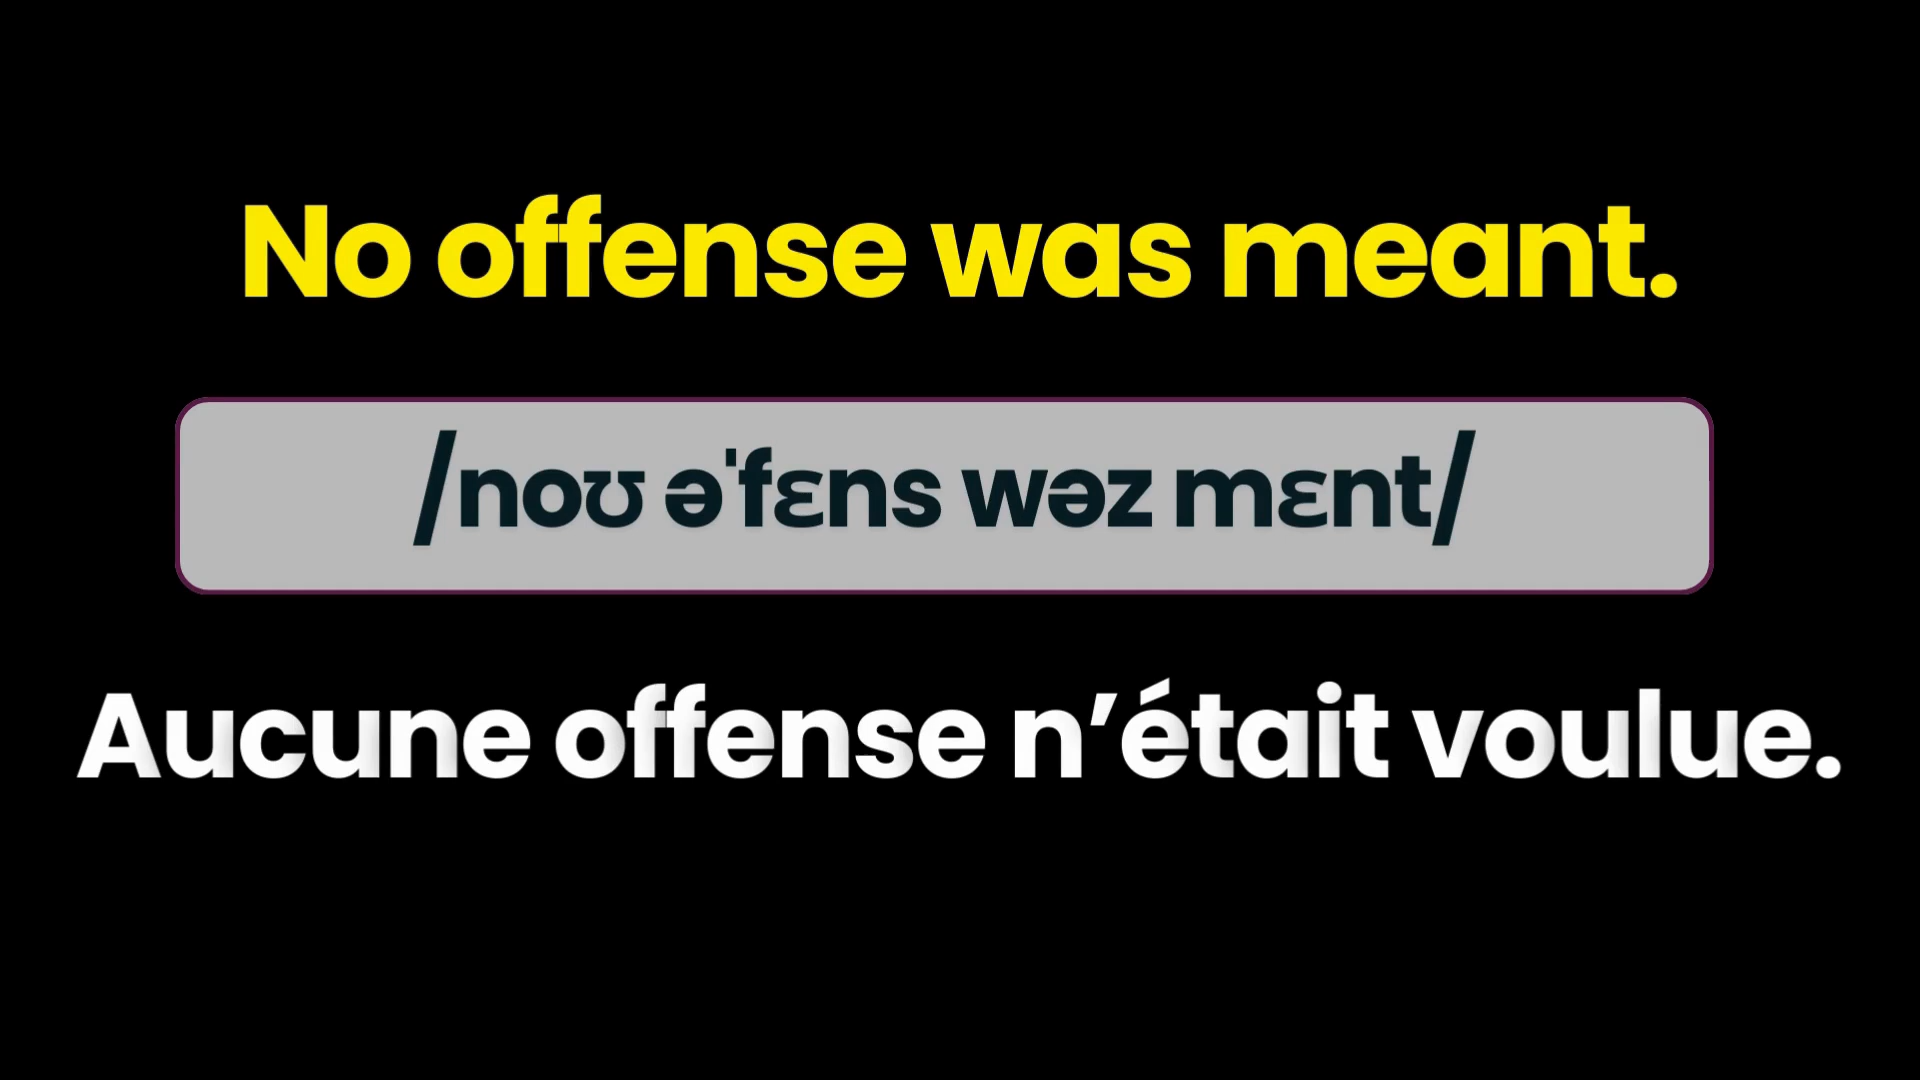 No offense was meant.
/noʊ əˈfɛns wəz mɛnt/
Aucune offense n’était voulue.